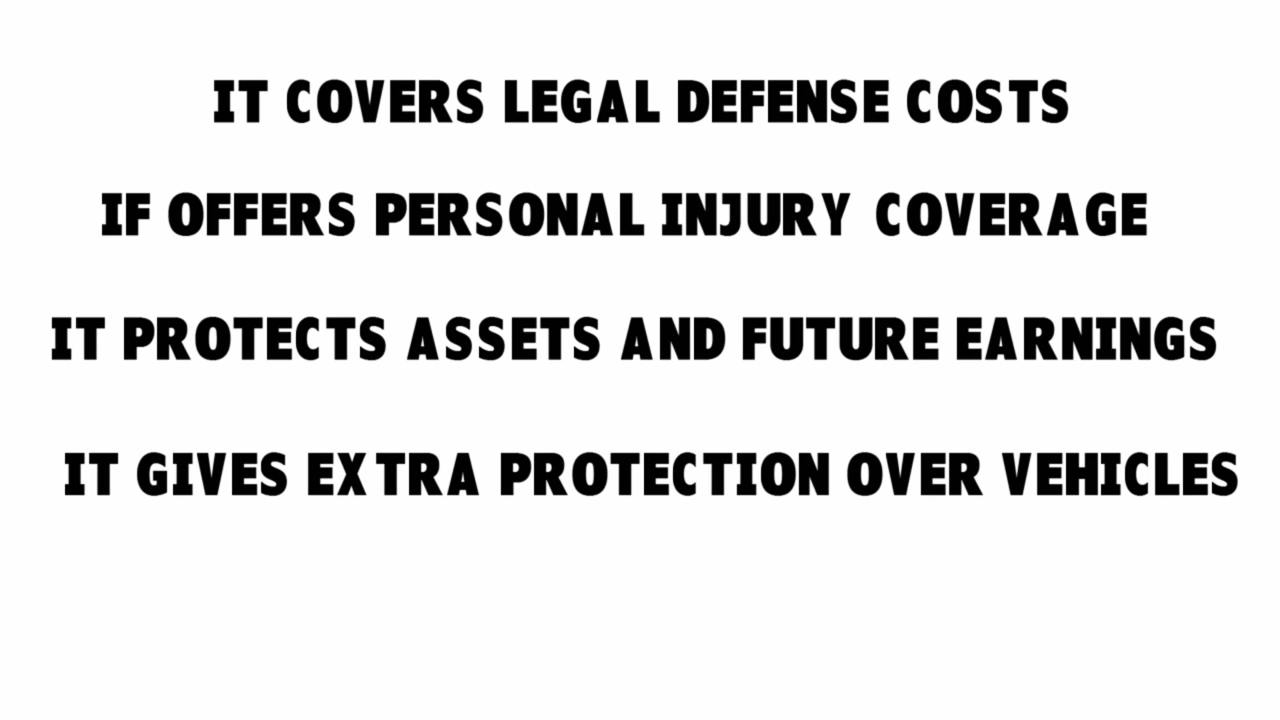 IT COVERS LEGAL DEFENSE COSTS
IF OFFERS PERSONAL INJURY COVERAGE
IT PROTECTS ASSETS AND FUTURE EARNINGS
IT GIVES EXTRA PROTECTION OVER VEHICLES